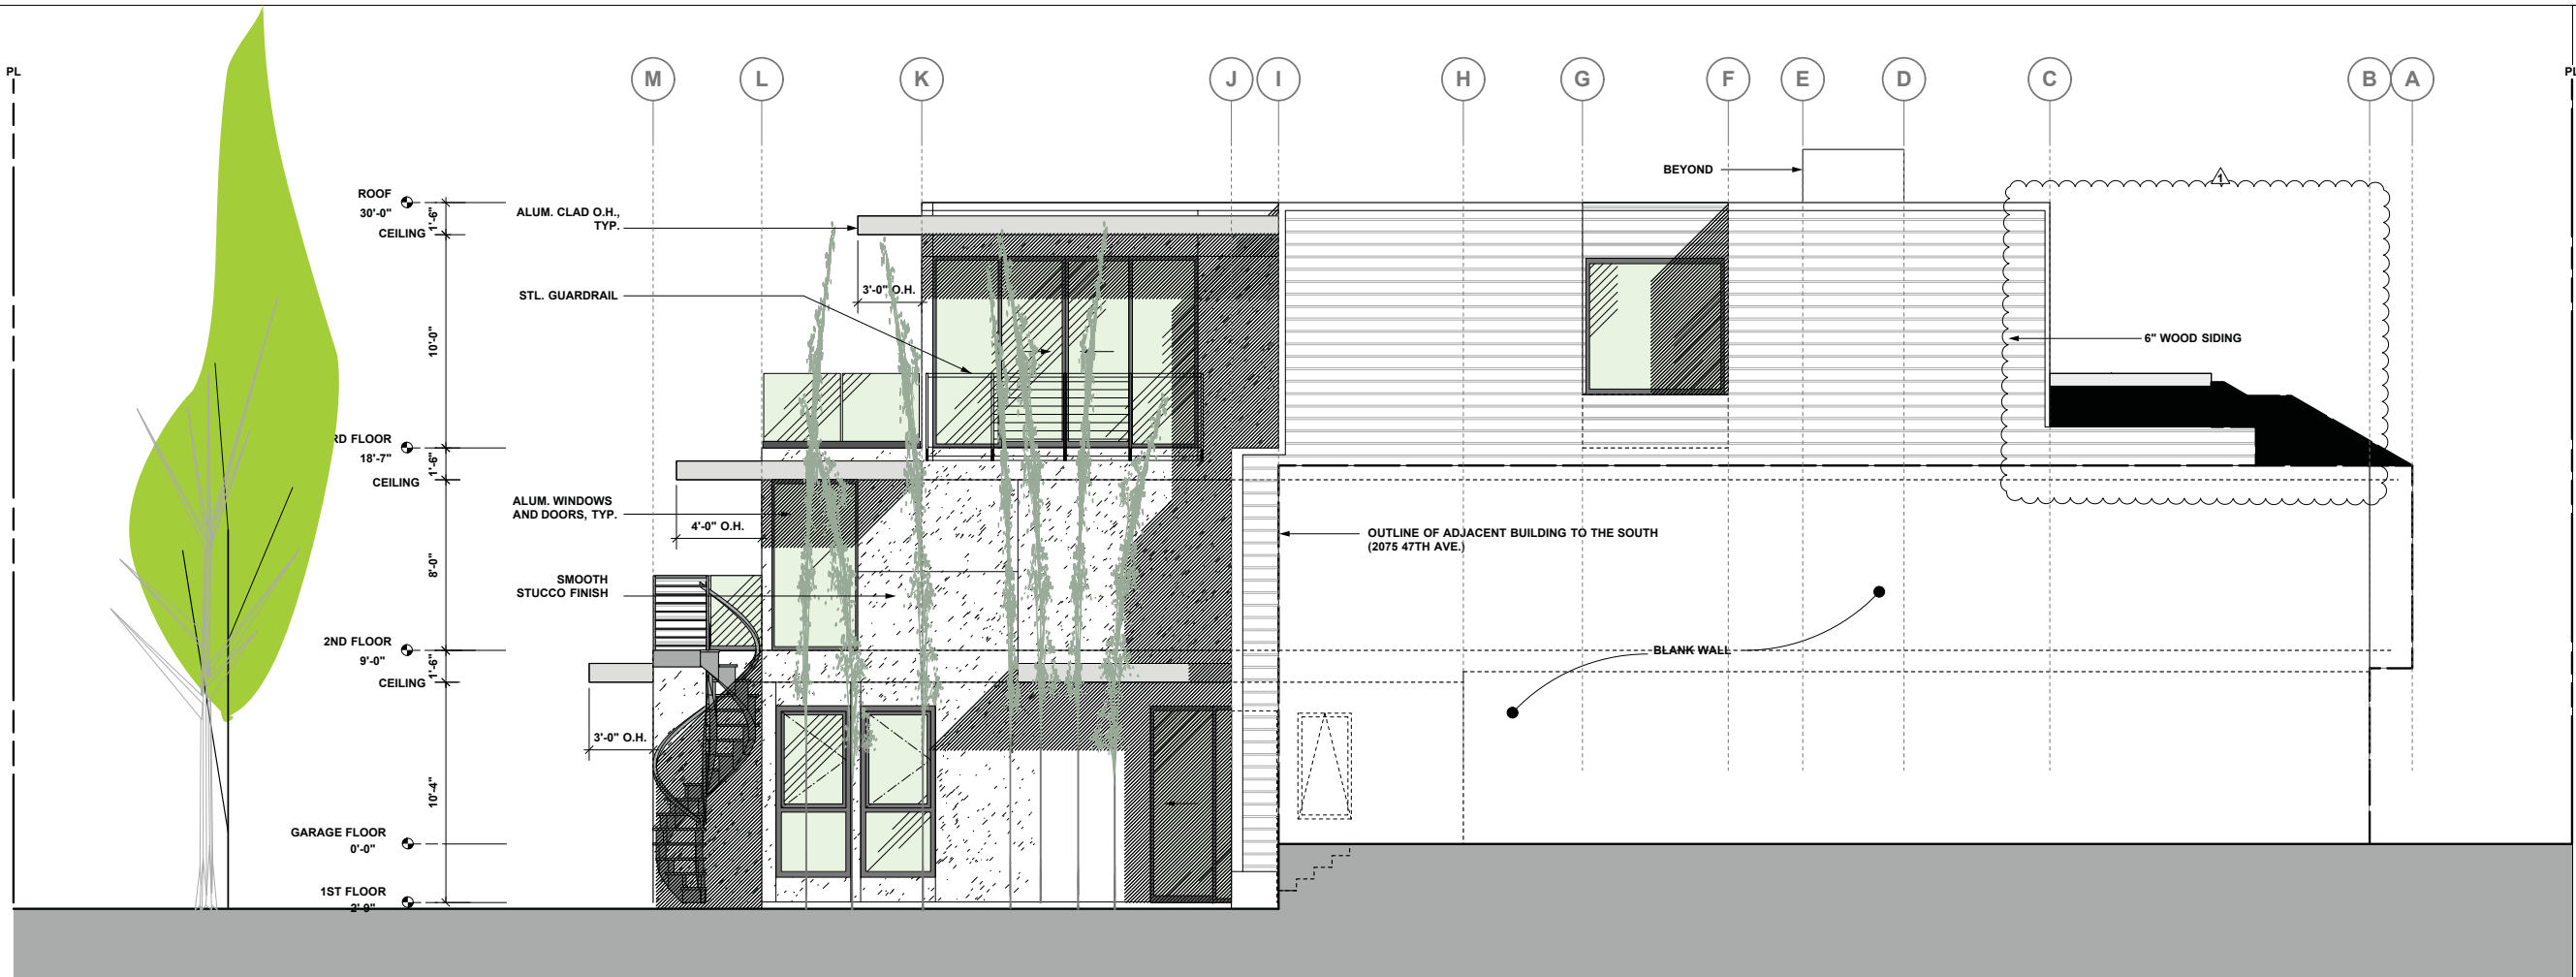 PL
M
L
K
J
I
H
G
F
E
D
C
B
A
PL
BEYOND
1
ROOF
30'-0"
CEILING
1'-6"
ALUM. CLAD O.H.,
TYP.
3'-0" O.H.
STL. GUARDRAIL
10'-0"
6" WOOD SIDING
RD FLOOR
18'-7"
1'-6"
CEILING
ALUM. WINDOWS
AND DOORS, TYP.
4'-0" O.H.
OUTLINE OF ADJACENT BUILDING TO THE SOUTH
(2075 47TH AVE.)
8'-0"
SMOOTH
STUCCO FINISH
2ND FLOOR
9'-0"
1'-6"
CEILING
BLANK WALL
3'-0" O.H.
10'-4"
GARAGE FLOOR
0'-0"
1ST FLOOR
2'-9"